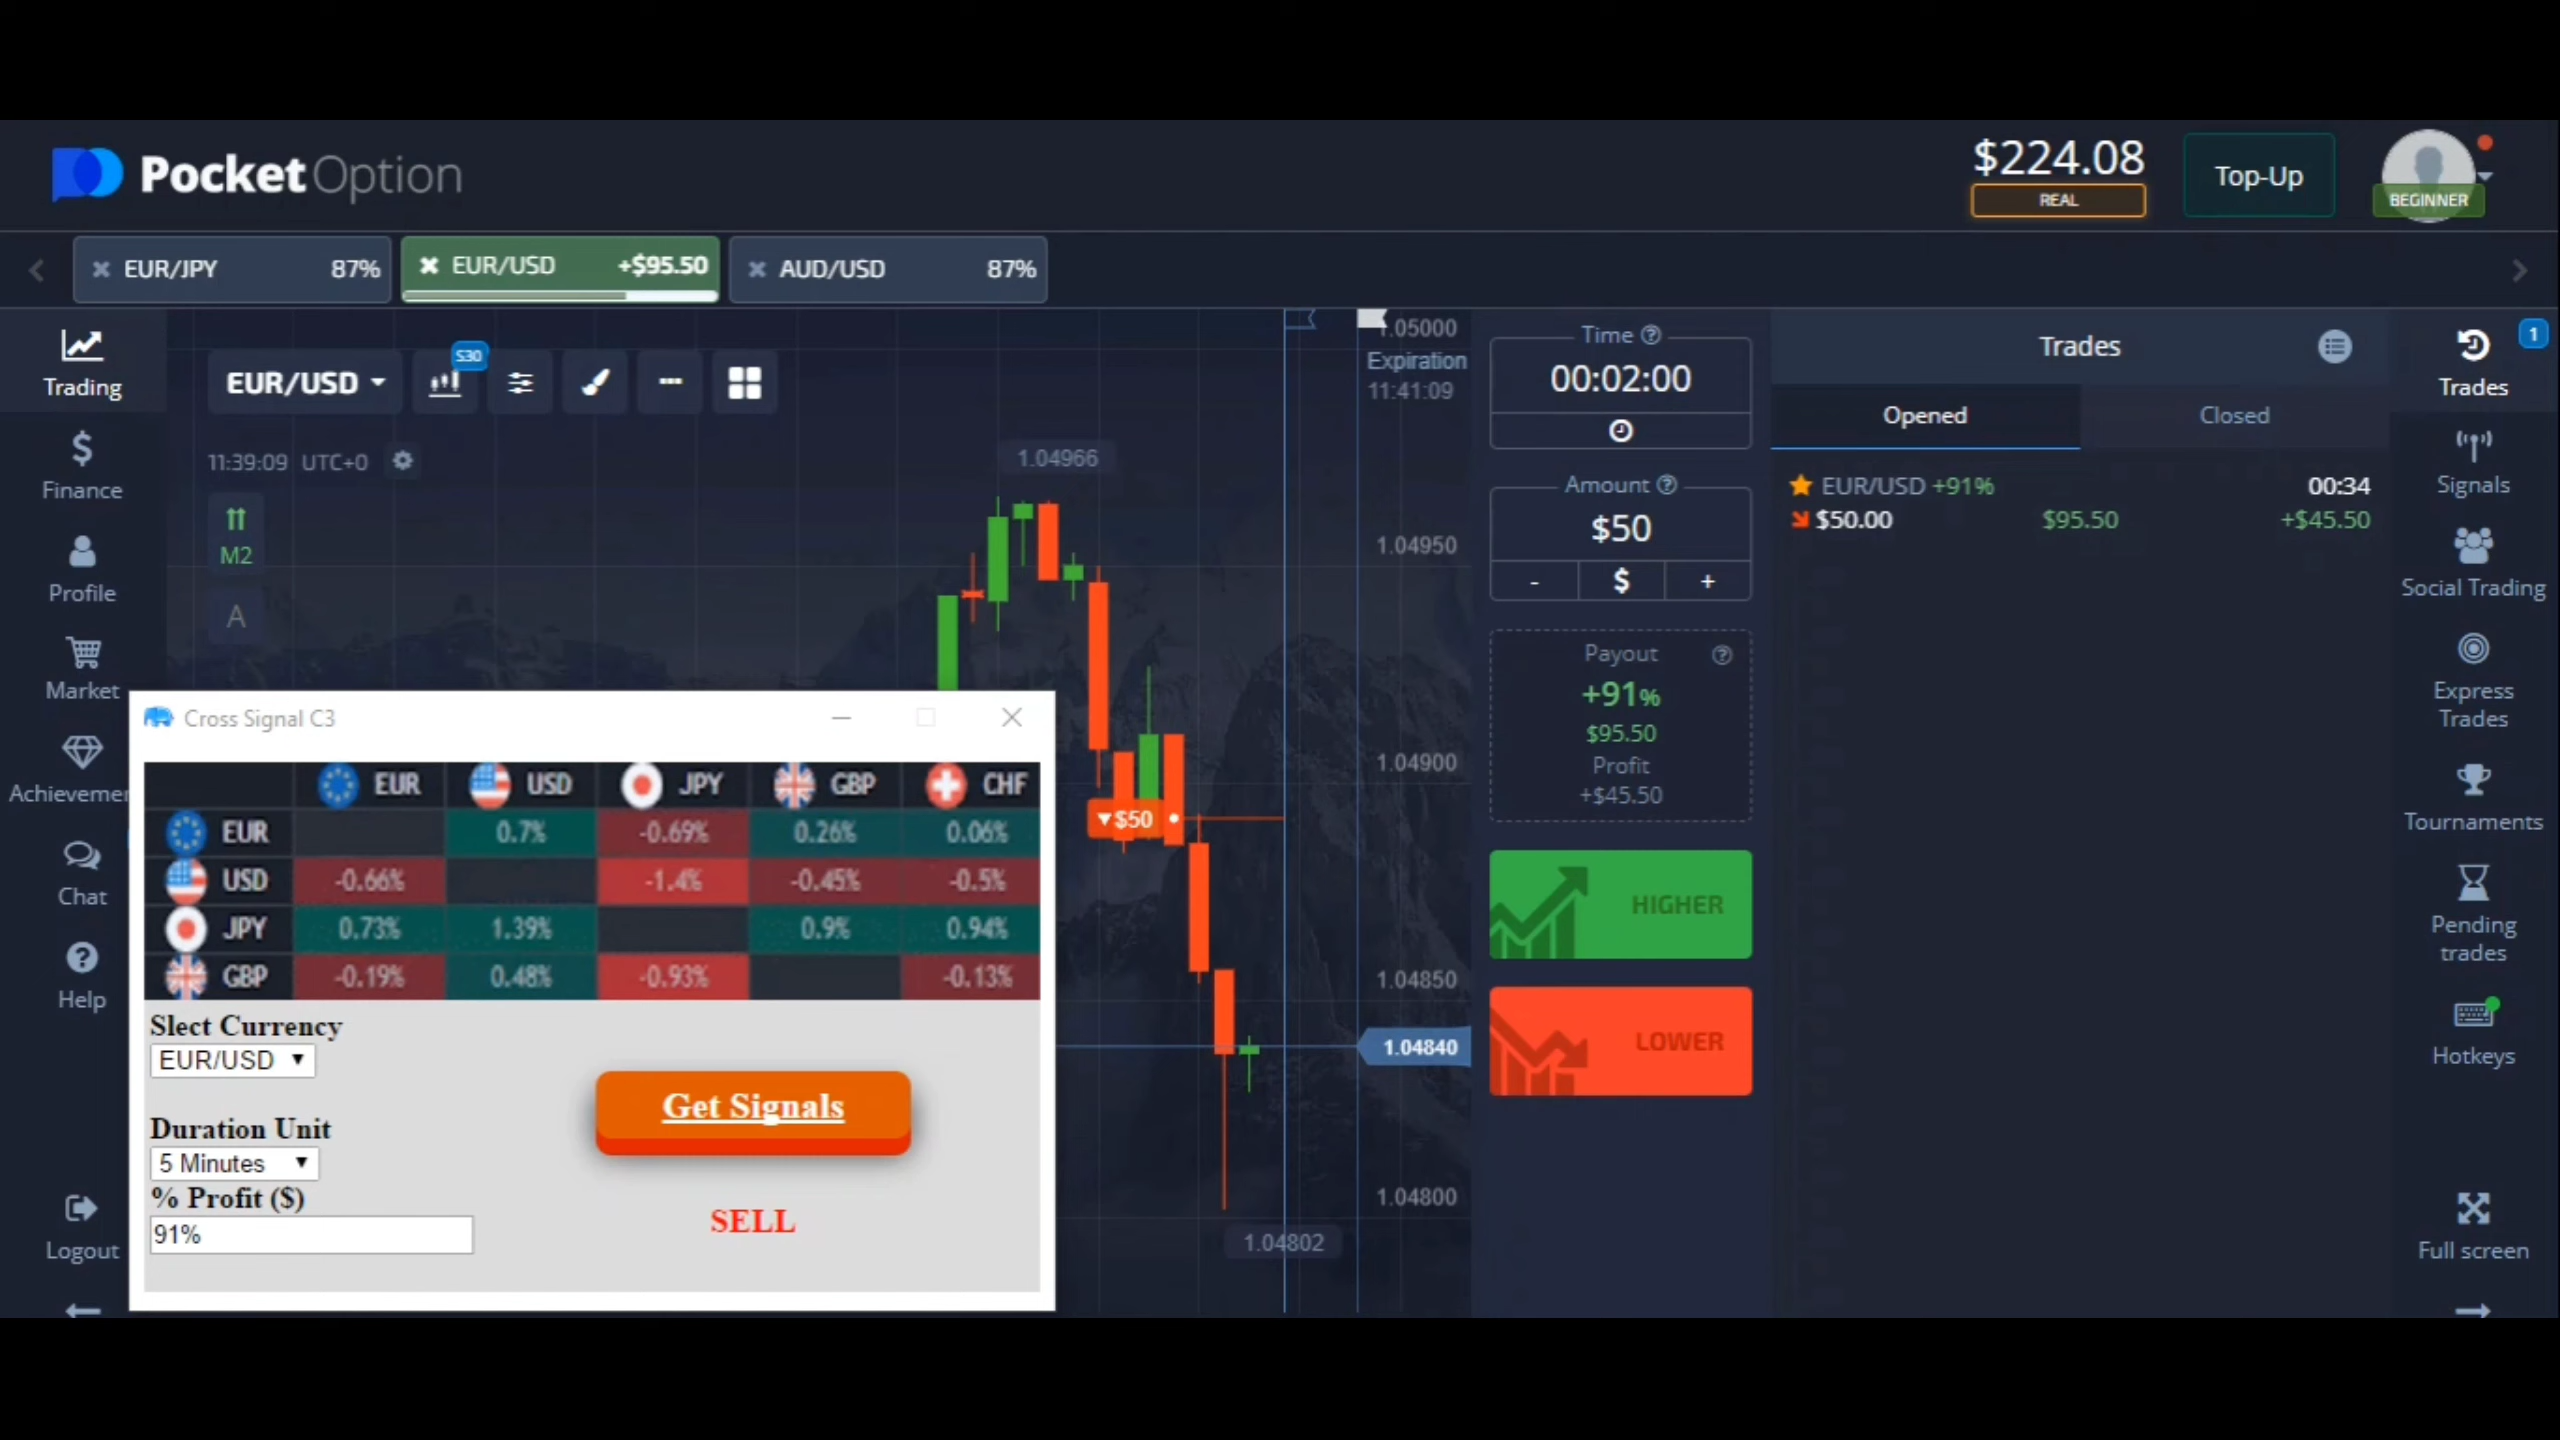 PocketOption
$224.08
REAL
Top-Up
BEGINNER
EUR/JPY 87%
EUR/USD +$95.50
AUD/USD 87%
Trading
Finance
Profile
Market
Achievemen
Chat
Help
Logout
EUR/USD
S30
11:39:09 UTC+0
M2
A
1.04966
1.05000
Expiration
11:41:09
1.04950
1.04900
1.04850
1.04840
1.04800
1.04802
$50
Time
00:02:00
Amount
$50
- $ +
Payout
+91%
$95.50
Profit
+$45.50
HIGHER
LOWER
Trades
Opened Closed
EUR/USD +91% 00:34
$50.00 $95.50 +$45.50
1
Trades
Signals
Social Trading
Express
Trades
Tournaments
Pending
trades
Hotkeys
Full screen
Cross Signal C3
EUR USD JPY GBP CHF
EUR 0.7% -0.69% 0.26% 0.06%
USD -0.66% -1.4% -0.45% -0.5%
JPY 0.73% 1.39% 0.9% 0.94%
GBP -0.19% 0.48% -0.93% -0.13%
Slect Currency
EUR/USD
Duration Unit
5 Minutes
% Profit ($)
91%
Get Signals
SELL